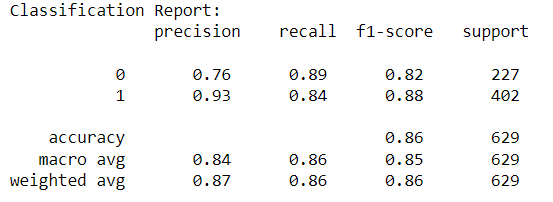 Classification Report:
precision recall f1-score support
0 0.76 0.89 0.82 227
1 0.93 0.84 0.88 402
accuracy 0.86 629
macro avg 0.84 0.86 0.85 629
weighted avg 0.87 0.86 0.86 629